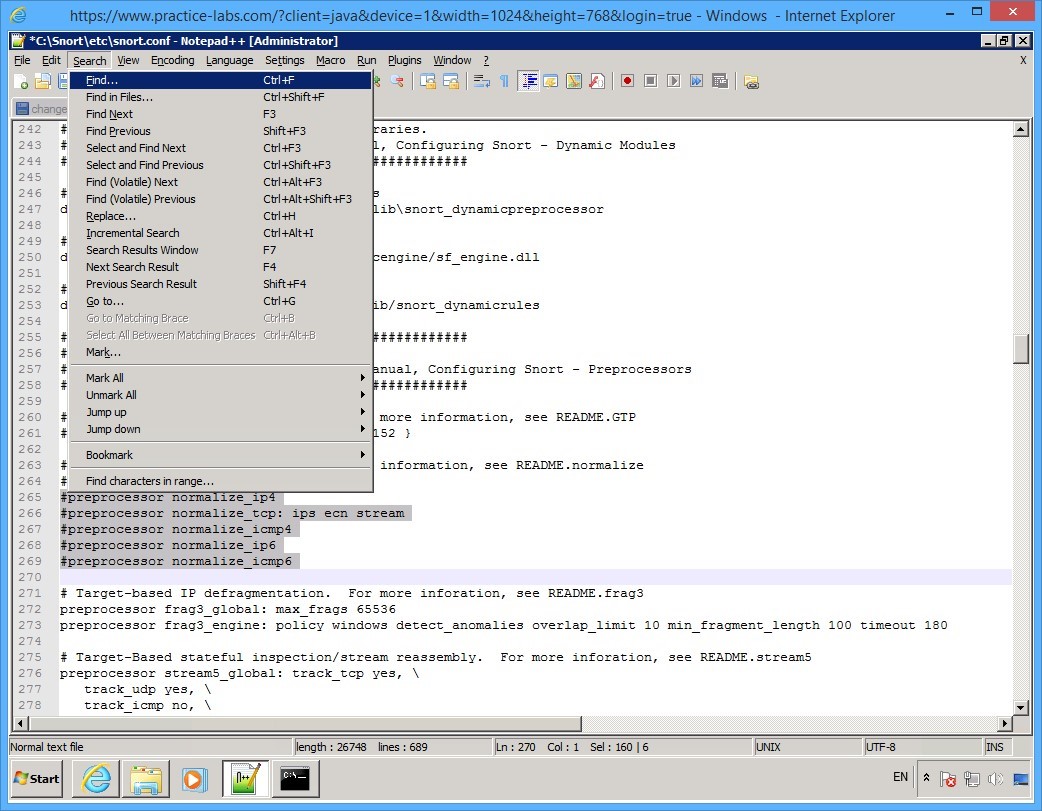 https://www.practice-labs.com/?client=java&device=1&width=1024&height=768&login=true - Windows - Internet Explorer
*C:\Snort\etc\snort.conf - Notepad++ [Administrator]
File Edit Search View Encoding Language Settings Macro Run Plugins Window ? X
change
Find... Ctrl+F
Find in Files... Ctrl+Shift+F
Find Next F3
Find Previous Shift+F3
Select and Find Next Ctrl+F3
Select and Find Previous Ctrl+Shift+F3
Find (Volatile) Next Ctrl+Alt+F3
Find (Volatile) Previous Ctrl+Alt+Shift+F3
Replace... Ctrl+H
Incremental Search Ctrl+Alt+I
Search Results Window F7
Next Search Result F4
Previous Search Result Shift+F4
Go to... Ctrl+G
Go to Matching Brace Ctrl+B
Select All Between Matching Braces Ctrl+Alt+B
Mark...
Mark All
Unmark All
Jump up
Jump down
Bookmark
Find characters in range...
242 # raries.
243 # l, Configuring Snort - Dynamic Modules
244 # ############
245
246 # s
247 d lib\snort_dynamicpreprocessor
248
249 #
250 d cengine/sf_engine.dll
251
252 #
253 d ib/snort_dynamicrules
254
255 # ############
256 #
257 # anual, Configuring Snort - Preprocessors
258 # ############
259
260 # more information, see README.GTP
261 # 152 }
262
263 # information, see README.normalize
264 #
265 #preprocessor normalize_ip4
266 #preprocessor normalize_tcp: ips ecn stream
267 #preprocessor normalize_icmp4
268 #preprocessor normalize_ip6
269 #preprocessor normalize_icmp6
270
271 # Target-based IP defragmentation.  For more inforation, see README.frag3
272 preprocessor frag3_global: max_frags 65536
273 preprocessor frag3_engine: policy windows detect_anomalies overlap_limit 10 min_fragment_length 100 timeout 180
274
275 # Target-Based stateful inspection/stream reassembly.  For more inforation, see README.stream5
276 preprocessor stream5_global: track_tcp yes, \
277 track_udp yes, \
278 track_icmp no, \
Normal text file length : 26748 lines : 689 Ln : 270 Col : 1 Sel : 160 | 6 UNIX UTF-8 INS
Start EN